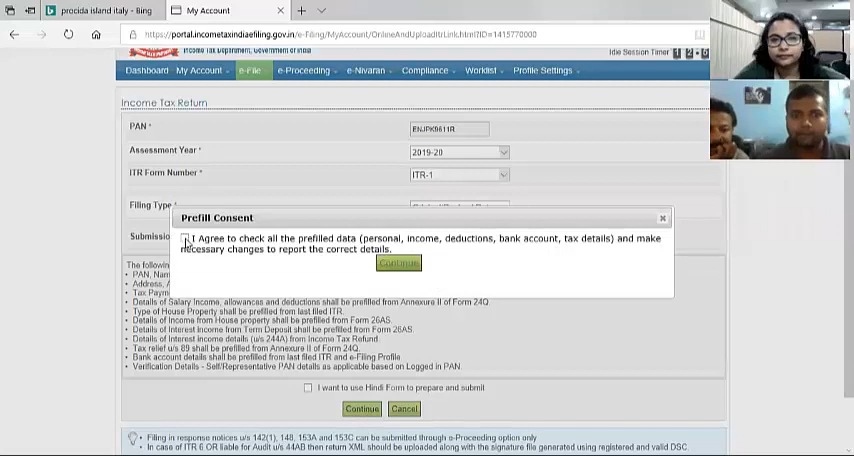 procida island italy - Bing
My Account
https://portal.incometaxindiaefiling.gov.in/e-Filing/MyAccount/OnlineAndUploadItrLink.html?ID=1415770000
Income Tax Department, Government of India
Idle Session Timer
Dashboard My Account e-File e-Proceeding e-Nivaran Compliance Worklist Profile Settings
Income Tax Return
PAN *
Assessment Year * 2019-20
ITR Form Number * ITR-1
Filing Type
Prefill Consent
Submissio
I Agree to check all the prefilled data (personal, income, deductions, bank account, tax details) and make
necessary changes to report the correct details.
Continue
The followin
• PAN, Nam
• Address, A
• Tax Paym
• Details of Salary Income, allowances and deductions shall be prefilled from Annexure II of Form 24Q
• Type of House Property shall be prefilled from last filed ITR.
• Details of Income from House property shall be prefilled from Form 26AS.
• Details of Interest Income from Term Deposit shall be prefilled from Form 26AS.
• Details of Interest income details (u/s 244A) from Income Tax Refund.
• Tax relief u/s 89 shall be prefilled from Annexure II of Form 24Q.
• Bank account details shall be prefilled from last filed ITR and e-Filing Profile
• Verification Details - Self/Representative PAN details as applicable based on Logged in PAN.
I want to use Hindi Form to prepare and submit
Continue Cancel
• Filing in response notices u/s 142(1), 148, 153A and 153C can be submitted through e-Proceeding option only
• In case of ITR 6 OR liable for Audit u/s 44AB then return XML should be uploaded along with the signature file generated using registered and valid DSC.